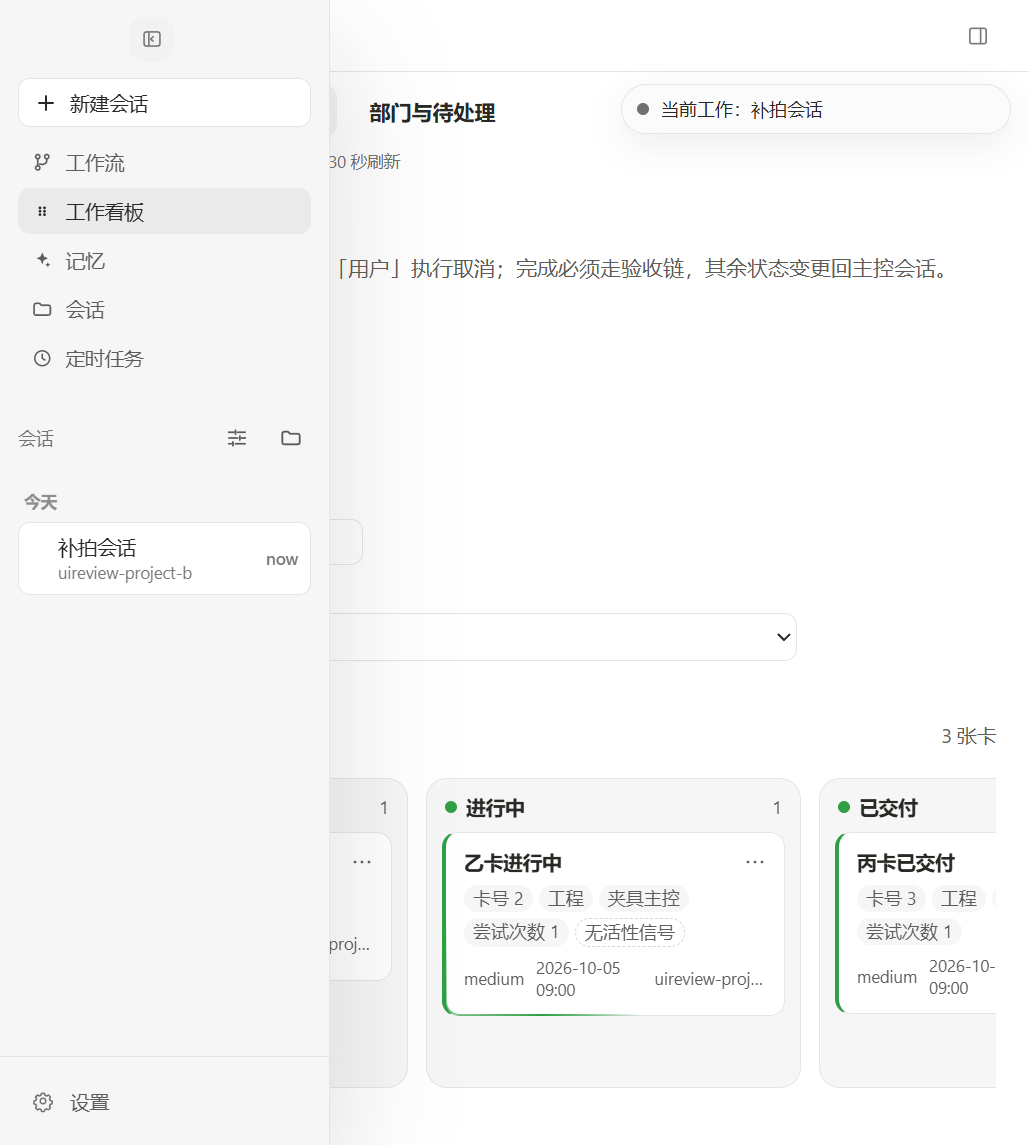 新建会话
工作流
工作看板
记忆
会话
定时任务
会话
今天
补拍会话
uireview-project-b
now
设置
部门与待处理
当前工作：补拍会话
30 秒刷新
「用户」执行取消；完成必须走验收链，其余状态变更回主控会话。
3 张卡
1
proj...
进行中
1
乙卡进行中
卡号 2
工程
夹具主控
尝试次数 1
无活性信号
medium
2026-10-05
09:00
uireview-proj...
已交付
丙卡已交付
卡号 3
工程
尝试次数 1
medium
2026-10-
09:00